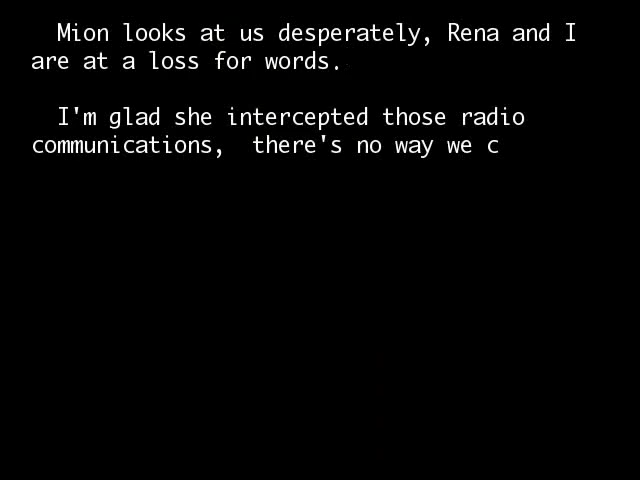 Mion looks at us desperately, Rena and I
are at a loss for words.
I'm glad she intercepted those radio
communications,  there's no way we c